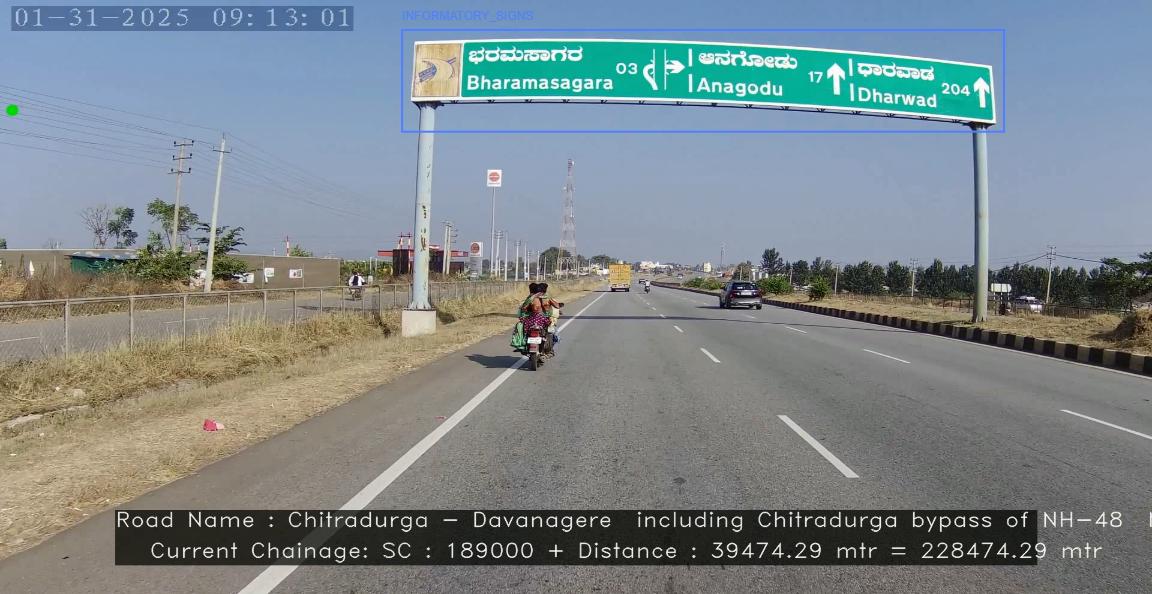 01-31-2025 09:13:01
INFORMATORY_SIGNS
ಭರಮಸಾಗರ
Bharamasagara
03
ಆನಗೋಡು
Anagodu
17
ಧಾರವಾಡ
Dharwad
204
Road Name : Chitradurga - Davanagere including Chitradurga bypass of NH-48
Current Chainage: SC : 189000 + Distance : 39474.29 mtr = 228474.29 mtr